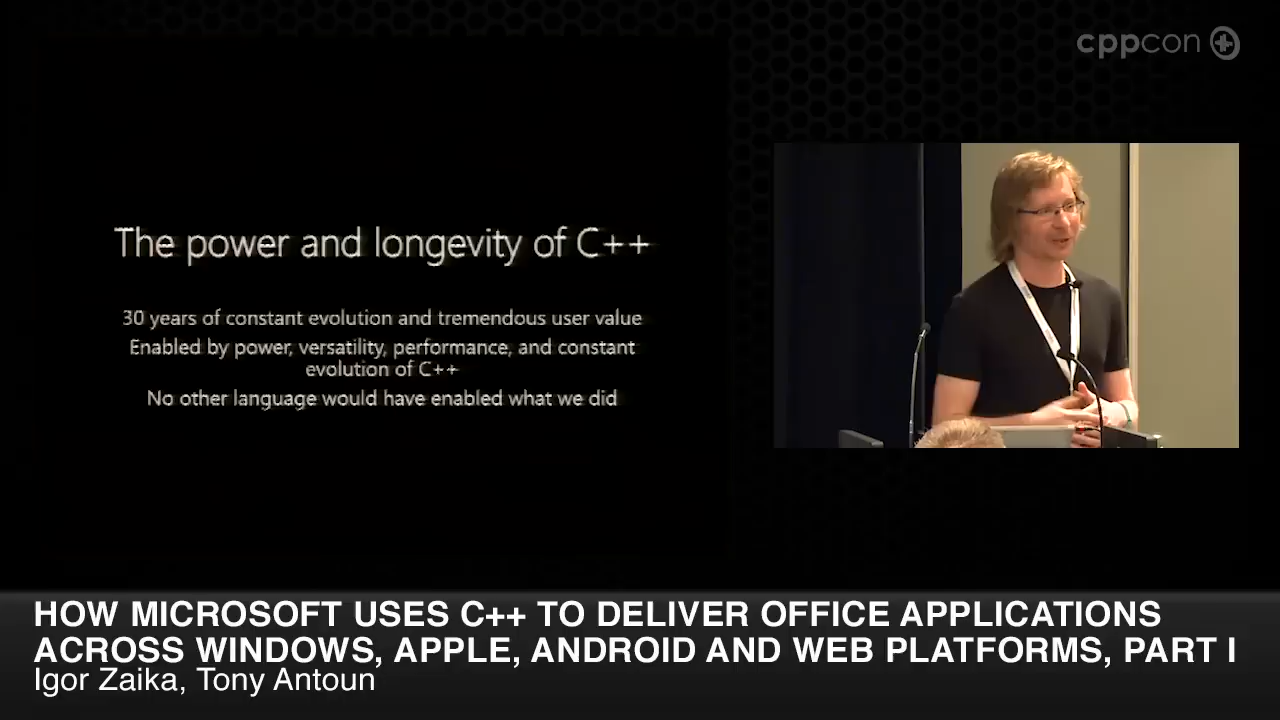 cppcon
The power and longevity of C++
30 years of constant evolution and tremendous user value
Enabled by power, versatility, performance, and constant
evolution of C++
No other language would have enabled what we did
HOW MICROSOFT USES C++ TO DELIVER OFFICE APPLICATIONS
ACROSS WINDOWS, APPLE, ANDROID AND WEB PLATFORMS, PART I
Igor Zaika, Tony Antoun